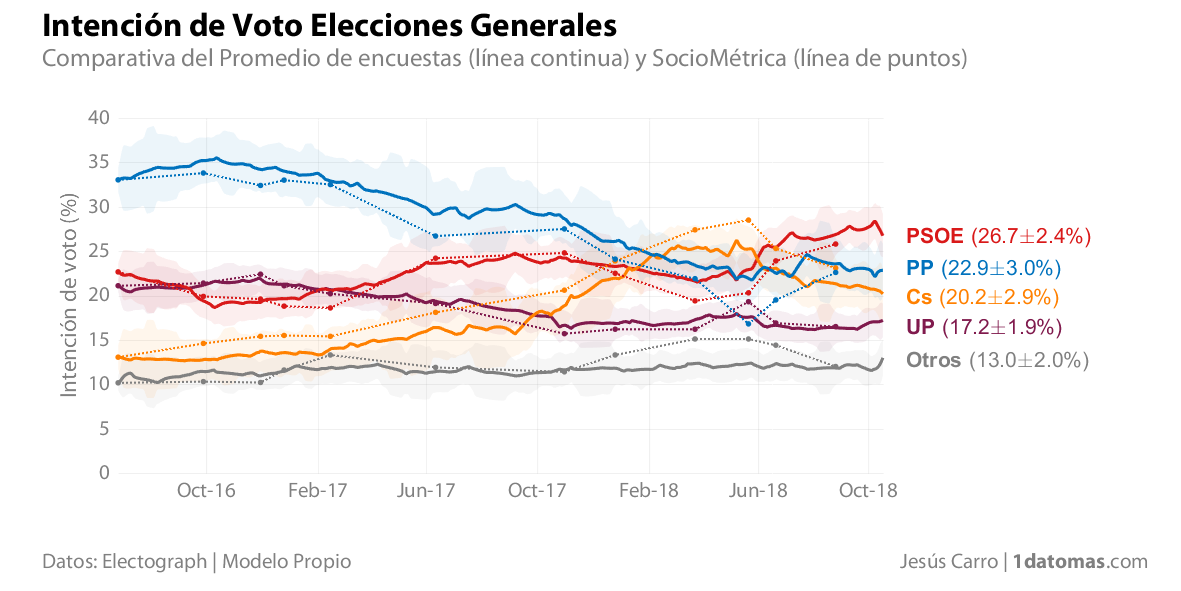 Intención de Voto Elecciones Generales
Comparativa del Promedio de encuestas (línea continua) y SocioMétrica (línea de puntos)
Intención de voto (%)
40
35
30
25
20
15
10
5
0
Oct-16
Feb-17
Jun-17
Oct-17
Feb-18
Jun-18
Oct-18
PSOE (26.7±2.4%)
PP (22.9±3.0%)
Cs (20.2±2.9%)
UP (17.2±1.9%)
Otros (13.0±2.0%)
Datos: Electograph | Modelo Propio
Jesús Carro | 1datomas.com